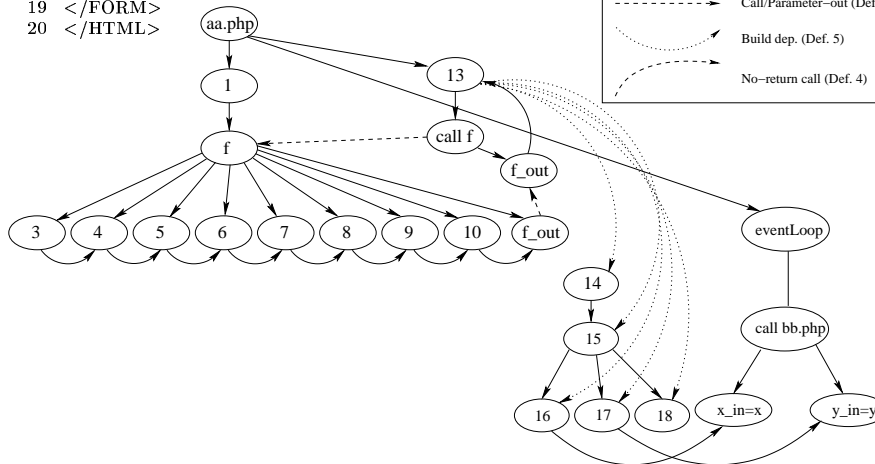 19 </FORM>
20 </HTML>
Call/Parameter−out (Def
Build dep. (Def. 5)
No−return call (Def. 4)
aa.php
13
1
call f
f
f_out
3
4
5
6
7
8
9
10
f_out
eventLoop
14
15
call bb.php
16
17
18
x_in=x
y_in=y